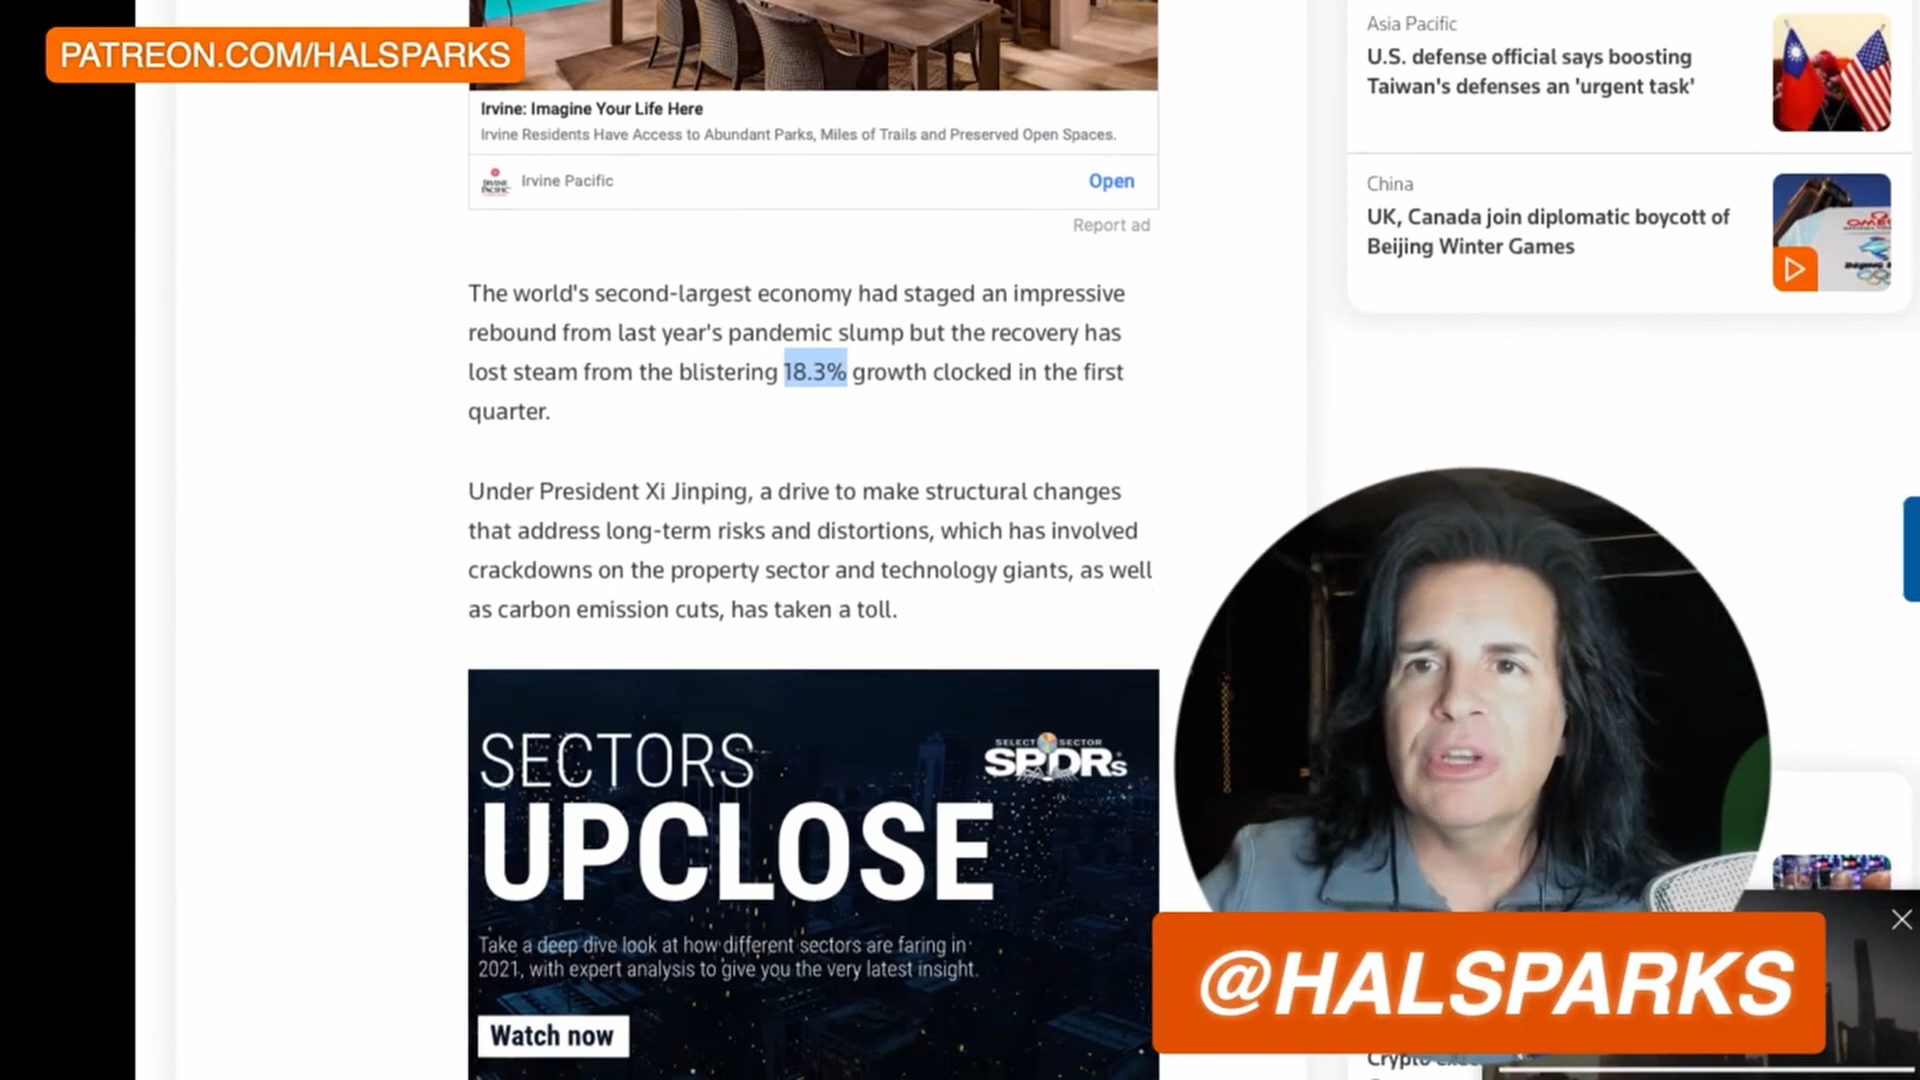 PATREON.COM/HALSPARKS
Irvine: Imagine Your Life Here
Irvine Residents Have Access to Abundant Parks, Miles of Trails and Preserved Open Spaces.
IRVINE
PACIFIC
Irvine Pacific
Open
Report ad
The world's second-largest economy had staged an impressive
rebound from last year's pandemic slump but the recovery has
lost steam from the blistering 18.3% growth clocked in the first
quarter.
Under President Xi Jinping, a drive to make structural changes
that address long-term risks and distortions, which has involved
crackdowns on the property sector and technology giants, as well
as carbon emission cuts, has taken a toll.
SECTORS
UPCLOSE
SELECT SECTOR
SPDRs
Take a deep dive look at how different sectors are faring in
2021, with expert analysis to give you the very latest insight.
Watch now
Asia Pacific
U.S. defense official says boosting
Taiwan's defenses an 'urgent task'
China
UK, Canada join diplomatic boycott of
Beijing Winter Games
@HALSPARKS
Crypto